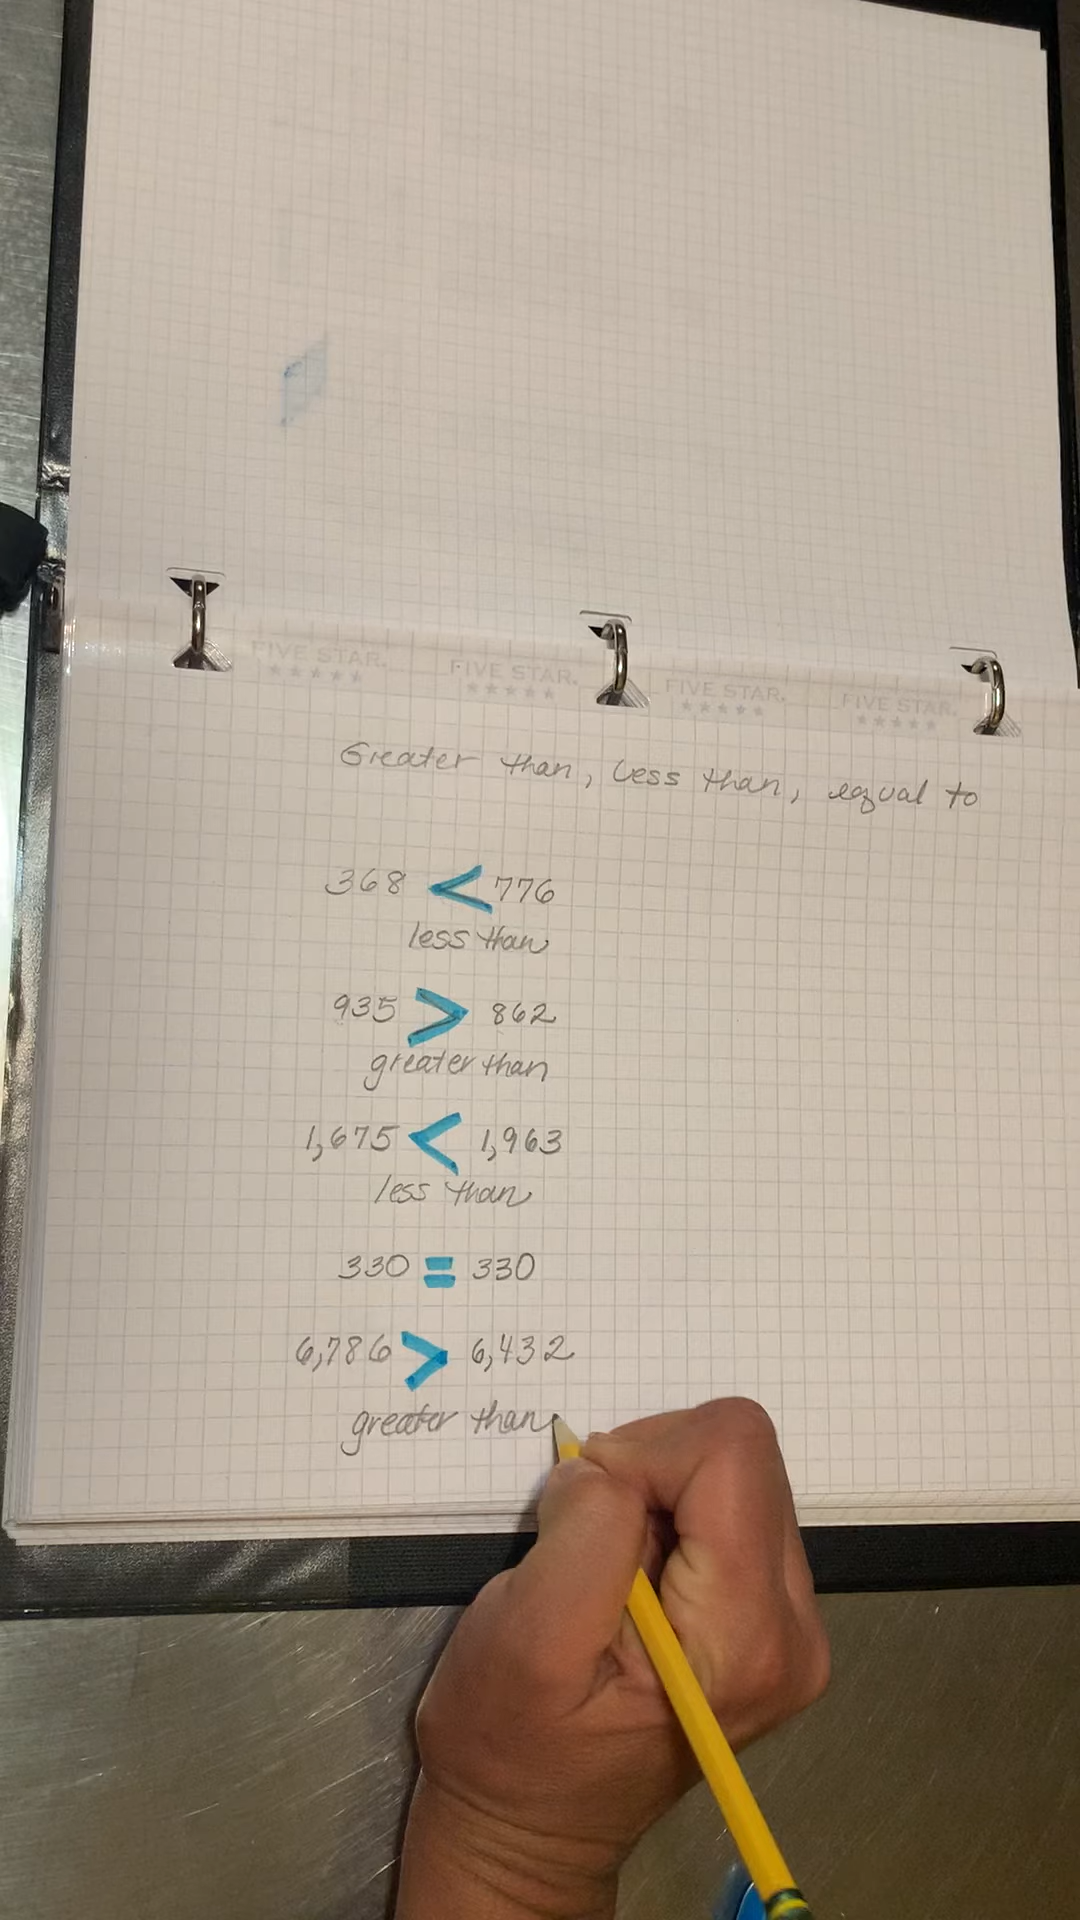 FIVE STAR. FIVE STAR. FIVE STAR. FIVE STAR.
Greater than, less than, equal to
368 < 776
less than
935 > 862
greater than
1,675 < 1,963
less than
330 = 330
6,786 > 6,432
greater than